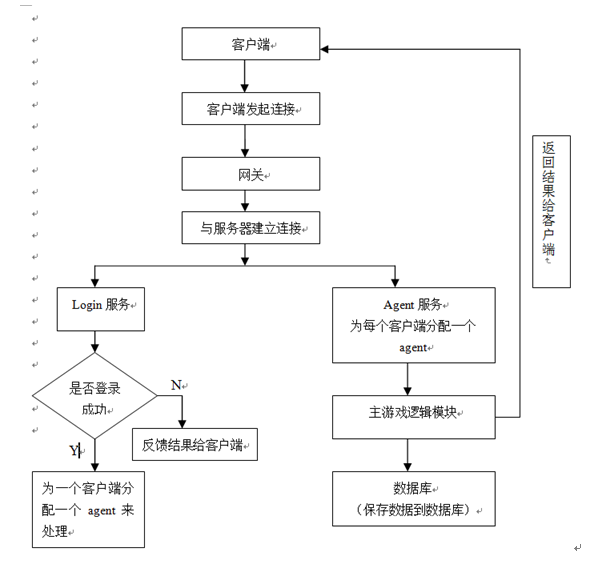 客户端
客户端发起连接
网关
与服务器建立连接
返
回
结
果
给
客
户
端
Login 服务
Agent 服务
为每个客户端分配一个
agent
是否登录
成功
N
主游戏逻辑模块
反馈结果给客户端
Y
为一个客户端分
配一个 agent 来
处理
数据库
（保存数据到数据库）